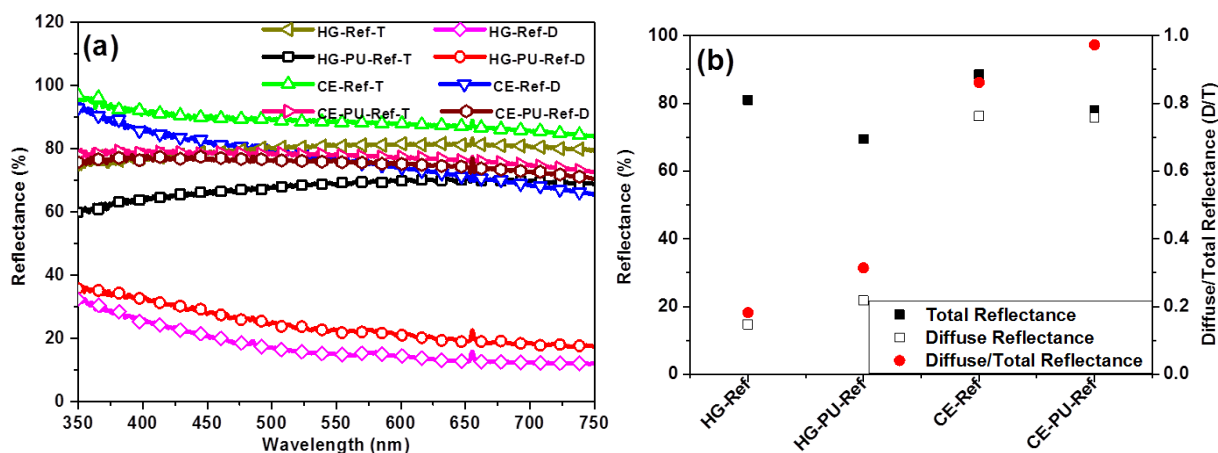 (a)
HG-Ref-T
HG-Ref-D
HG-PU-Ref-T
HG-PU-Ref-D
CE-Ref-T
CE-Ref-D
CE-PU-Ref-T
CE-PU-Ref-D
120
100
80
60
40
20
0
Reflectance (%)
350 400 450 500 550 600 650 700 750
Wavelength (nm)
(b)
100
80
60
40
20
0
Reflectance (%)
1.0
0.8
0.6
0.4
0.2
0.0
Diffuse/Total Reflectance (D/T)
Total Reflectance
Diffuse Reflectance
Diffuse/Total Reflectance
HG-Ref
HG-PU-Ref
CE-Ref
CE-PU-Ref